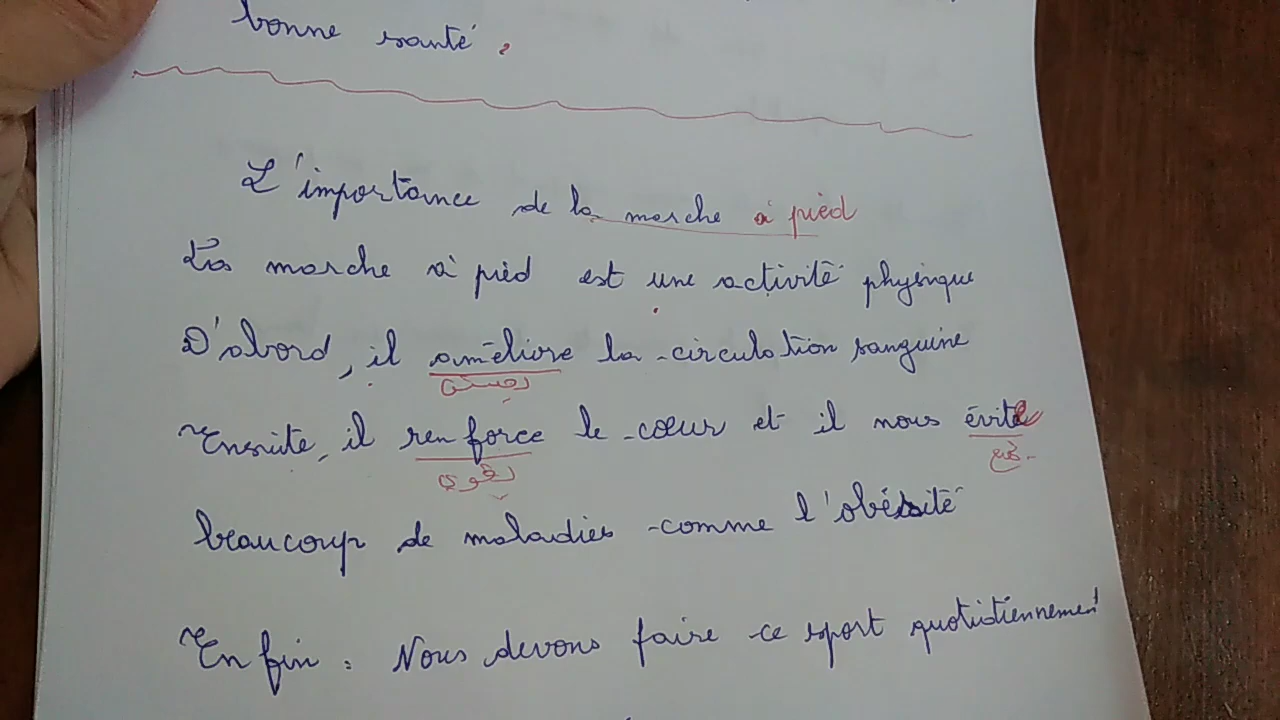 bonne santé.
L'importance de la marche à pied
La marche à pied est une activité physique
D'abord, il améliore la circulation sanguine
يحسن
Ensuite, il renforce le cœur et il nous évite
يقوي
beaucoup de maladies comme l'obésité
Enfin : Nous devons faire ce sport quotidiennement